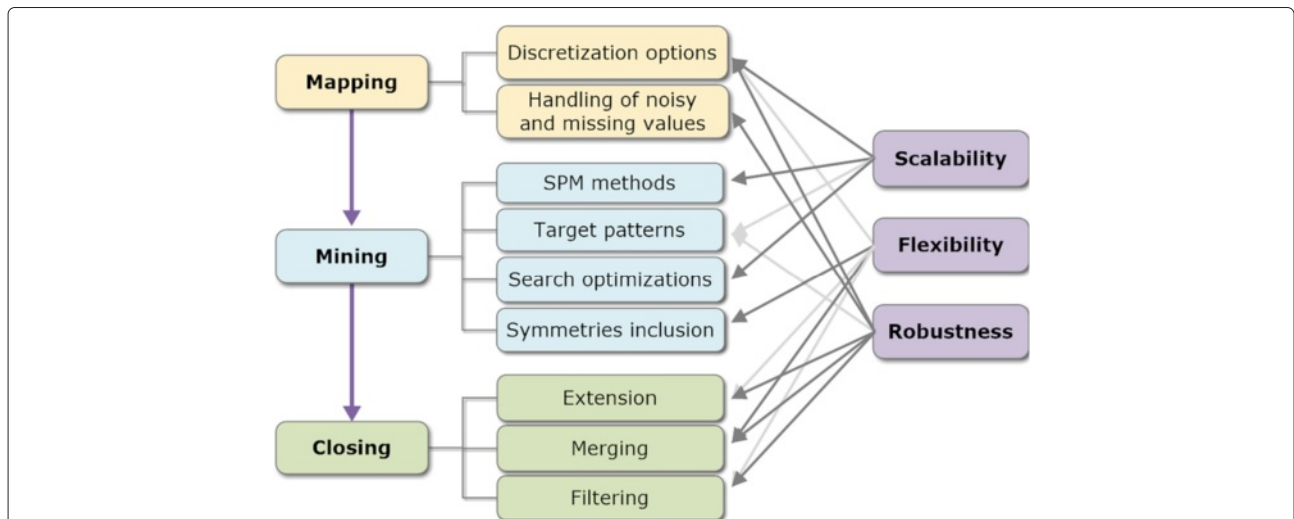 Mapping
Discretization options
Handling of noisy
and missing values
Mining
SPM methods
Target patterns
Search optimizations
Symmetries inclusion
Closing
Extension
Merging
Filtering
Scalability
Flexibility
Robustness